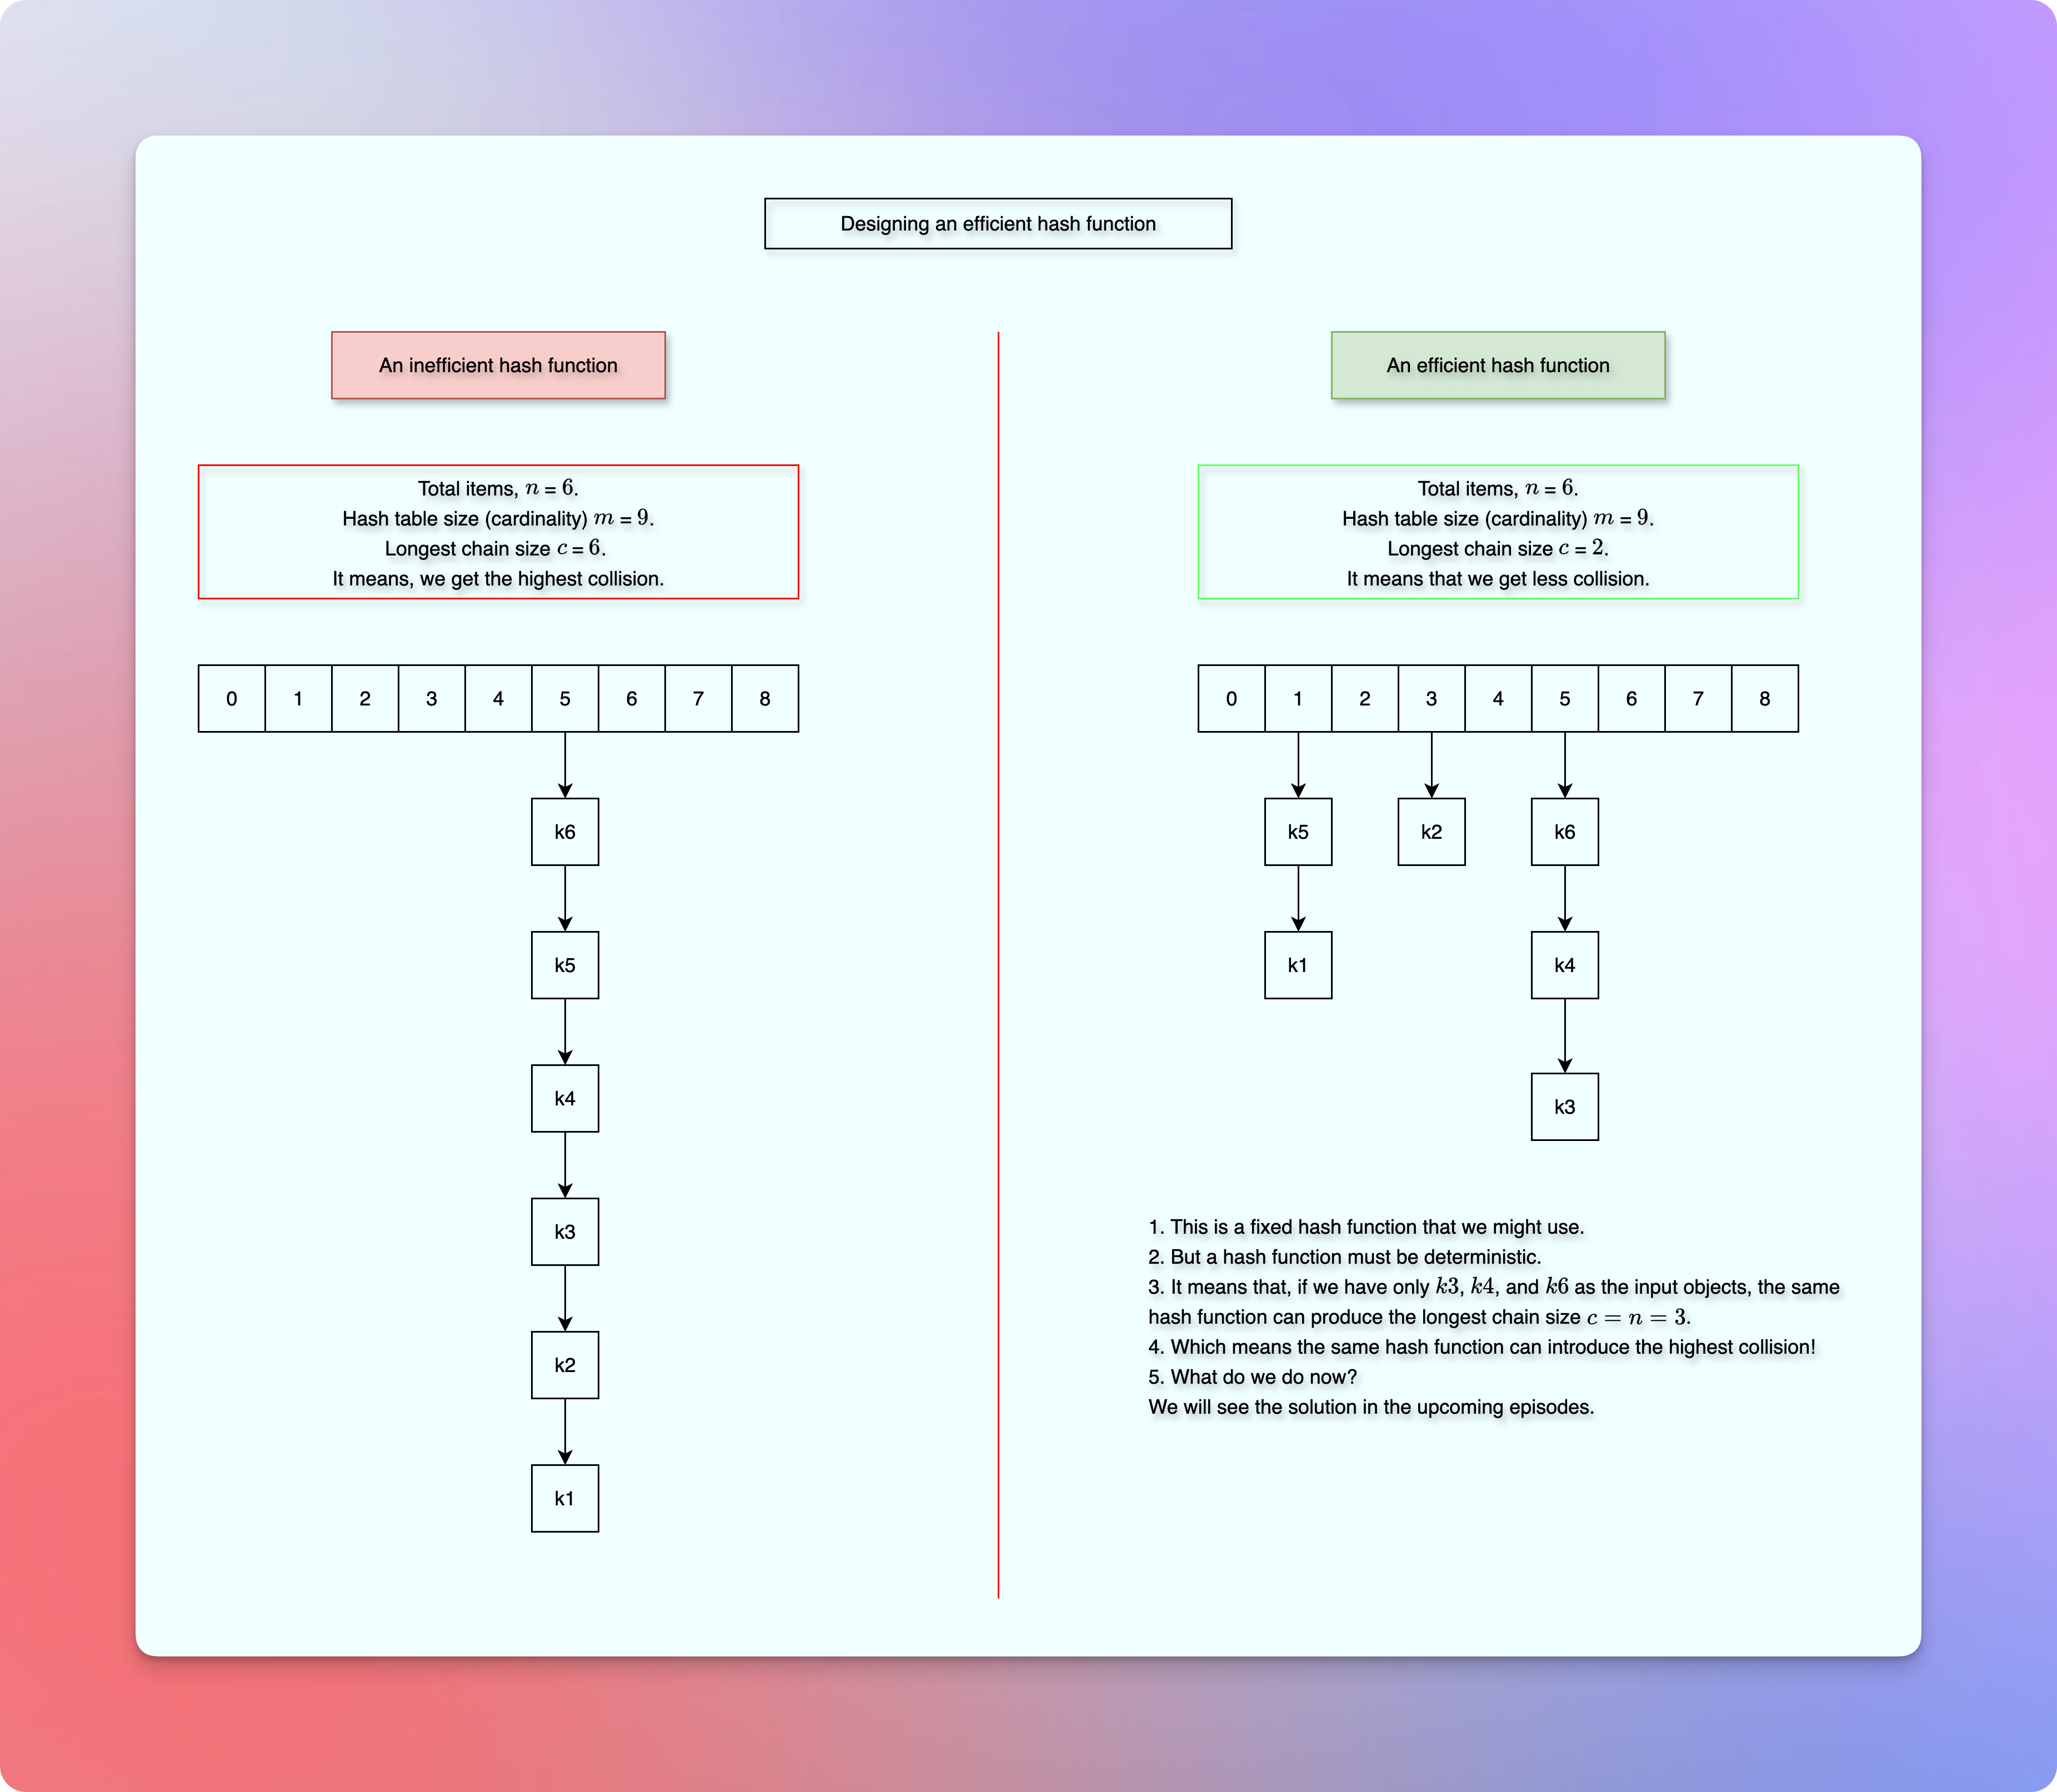 Designing an efficient hash function
An inefficient hash function
Total items, n = 6.
Hash table size (cardinality) m = 9.
Longest chain size c = 6.
It means, we get the highest collision.
0 1 2 3 4 5 6 7 8
k6
k5
k4
k3
k2
k1
An efficient hash function
Total items, n = 6.
Hash table size (cardinality) m = 9.
Longest chain size c = 2.
It means that we get less collision.
0 1 2 3 4 5 6 7 8
k5 k2 k6
k1 k4
k3
1. This is a fixed hash function that we might use.
2. But a hash function must be deterministic.
3. It means that, if we have only k3, k4, and k6 as the input objects, the same
hash function can produce the longest chain size c = n = 3.
4. Which means the same hash function can introduce the highest collision!
5. What do we do now?
We will see the solution in the upcoming episodes.